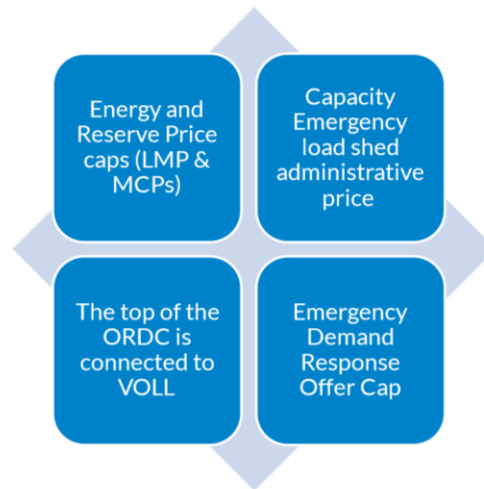 Energy and
Reserve Price
caps (LMP &
MCPs)
Capacity
Emergency
load shed
administrative
price
The top of the
ORDC is
connected to
VOLL
Emergency
Demand
Response
Offer Cap